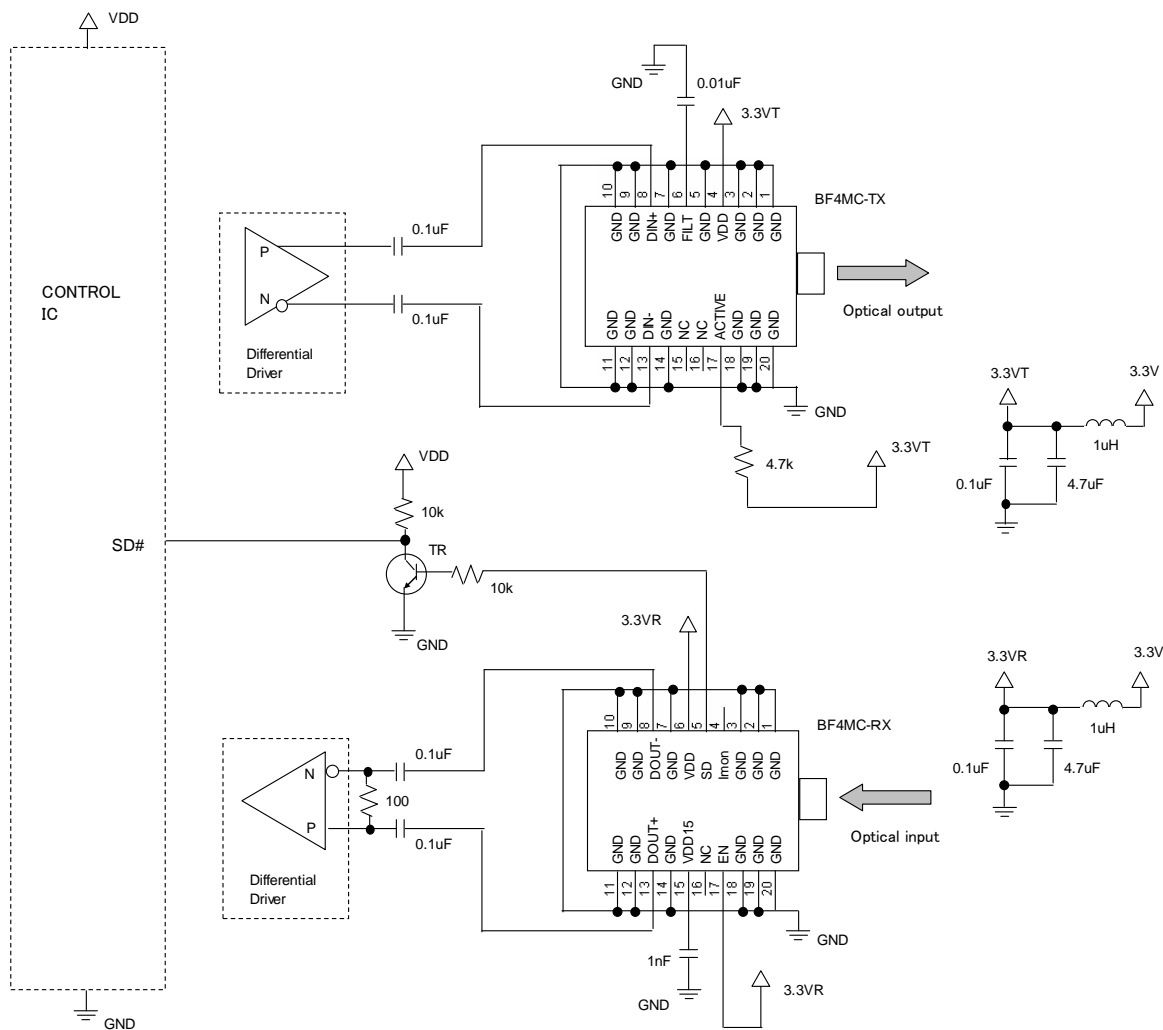 VDD
CONTROL
IC
SD#
GND
GND
0.01uF
3.3VT
10 9 8 7 6 5 4 3 2 1
GND GND DIN+ GND FILT GND VDD GND GND GND
BF4MC-TX
0.1uF
P
N
0.1uF
Differential
Driver
GND GND DIN- GND NC NC ACTIVE GND GND GND
11 12 13 14 15 16 17 18 19 20
Optical output
GND
4.7k
3.3VT
3.3VT
3.3V
1uH
0.1uF
4.7uF
VDD
10k
TR
10k
GND
3.3VR
10 9 8 7 6 5 4 3 2 1
GND GND DOUT- GND VDD SD Imon GND GND GND
BF4MC-RX
0.1uF
N
100
P
0.1uF
Differential
Driver
GND GND DOUT+ GND VDD15 NC EN GND GND GND
11 12 13 14 15 16 17 18 19 20
Optical input
GND
1nF
GND
3.3VR
3.3VR
3.3V
1uH
0.1uF
4.7uF